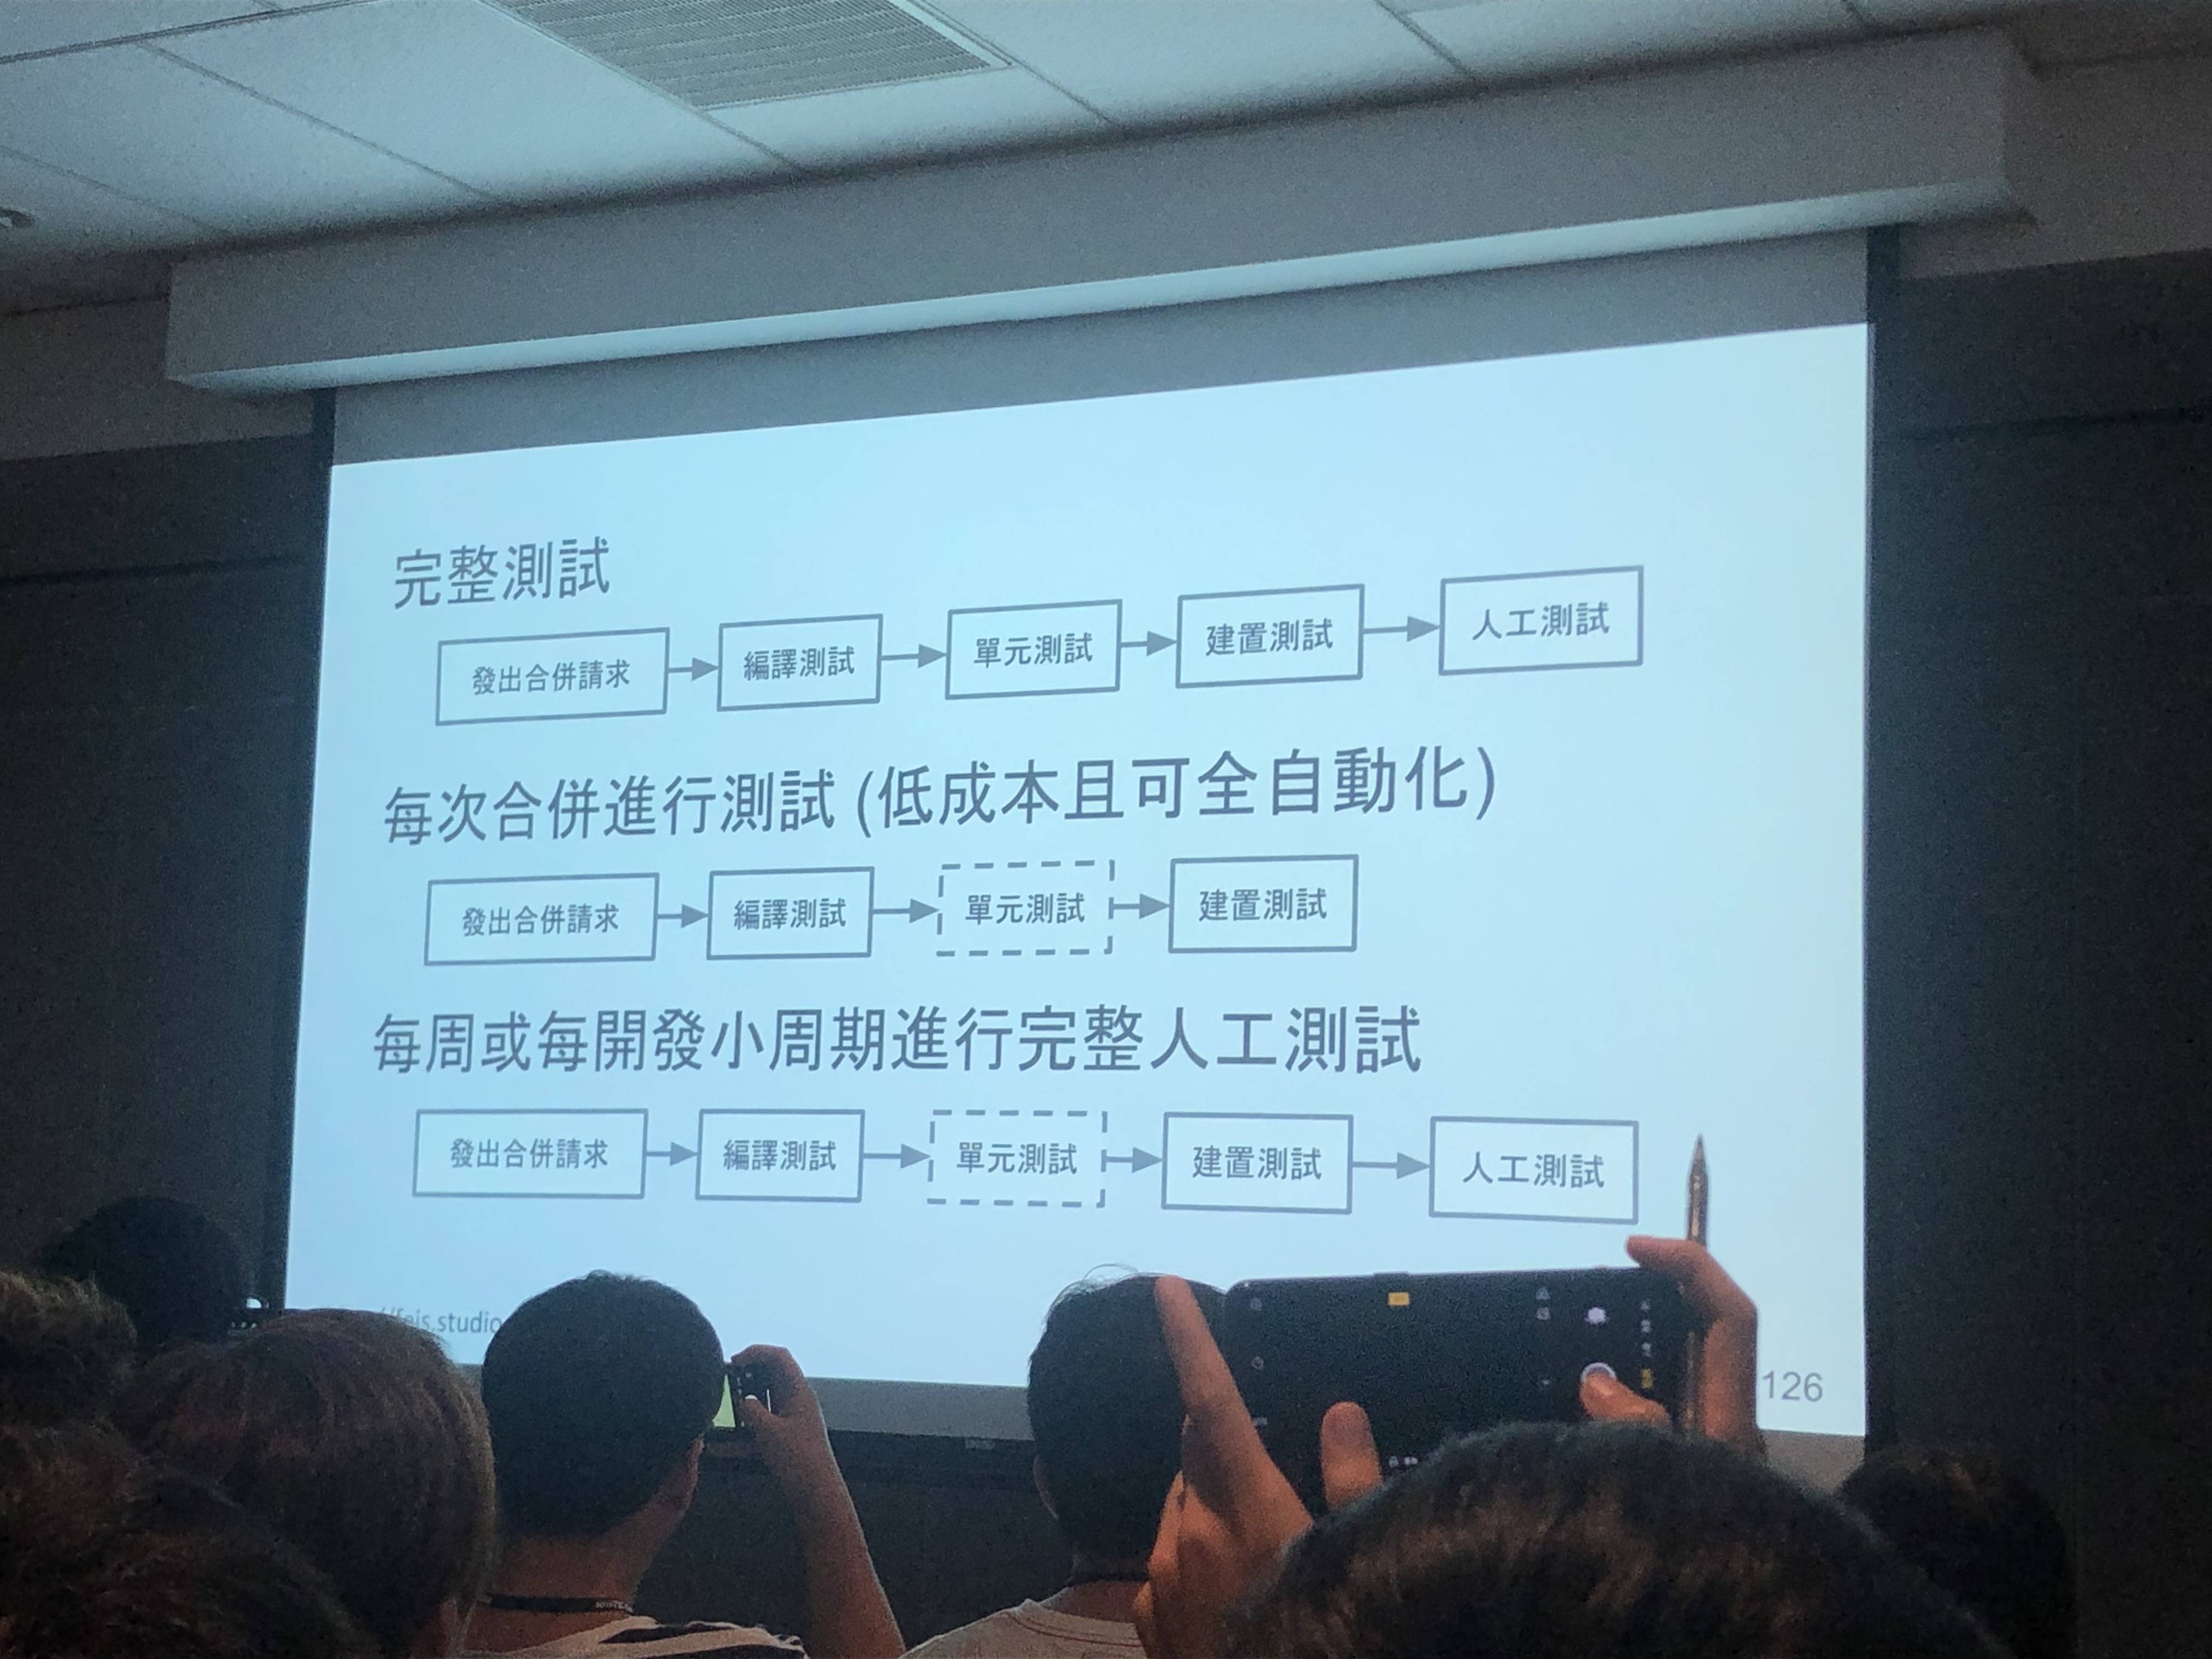 完整測試
發出合併請求 編譯測試 單元測試 建置測試 人工測試
每次合併進行測試 (低成本且可全自動化)
發出合併請求 編譯測試 單元測試 建置測試
每周或每開發小周期進行完整人工測試
發出合併請求 編譯測試 單元測試 建置測試 人工測試
126